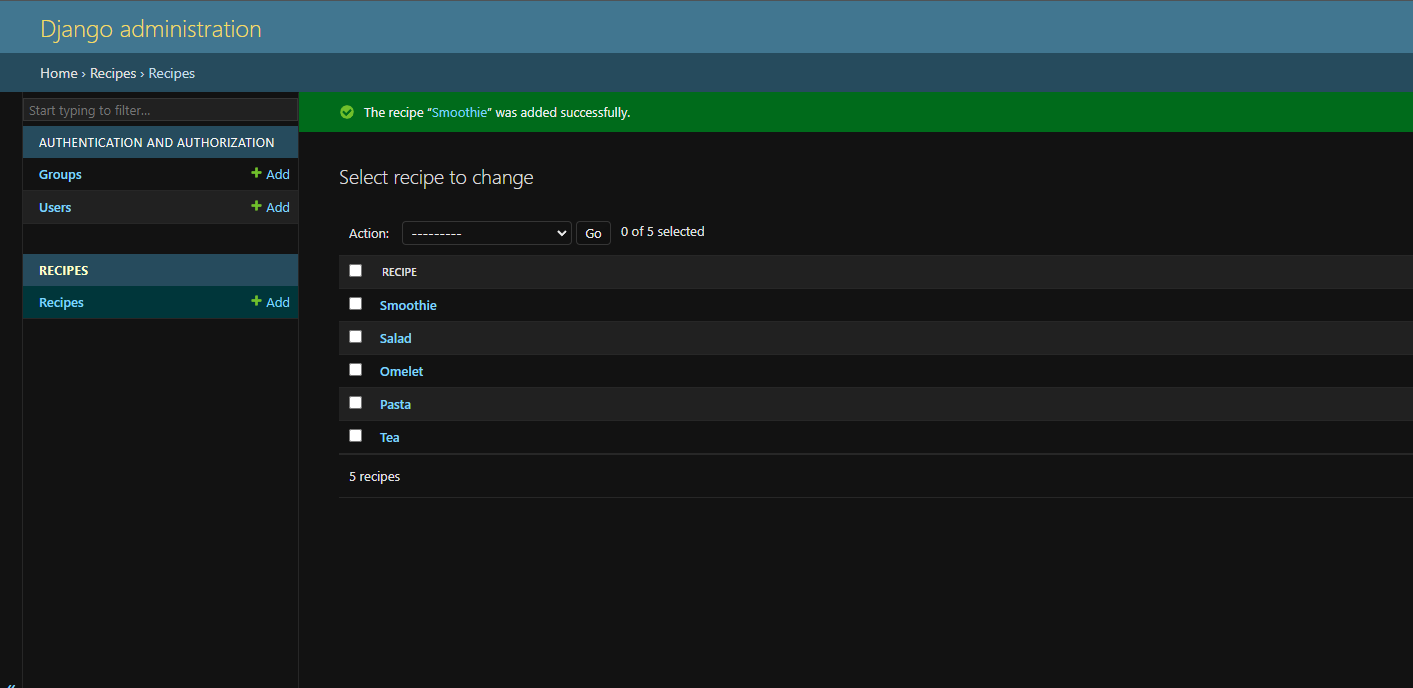 Django administration
Home › Recipes › Recipes
Start typing to filter...
AUTHENTICATION AND AUTHORIZATION
Groups + Add
Users + Add
RECIPES
Recipes + Add
«
The recipe “Smoothie” was added successfully.
Select recipe to change
Action: --------- Go 0 of 5 selected
RECIPE
Smoothie
Salad
Omelet
Pasta
Tea
5 recipes